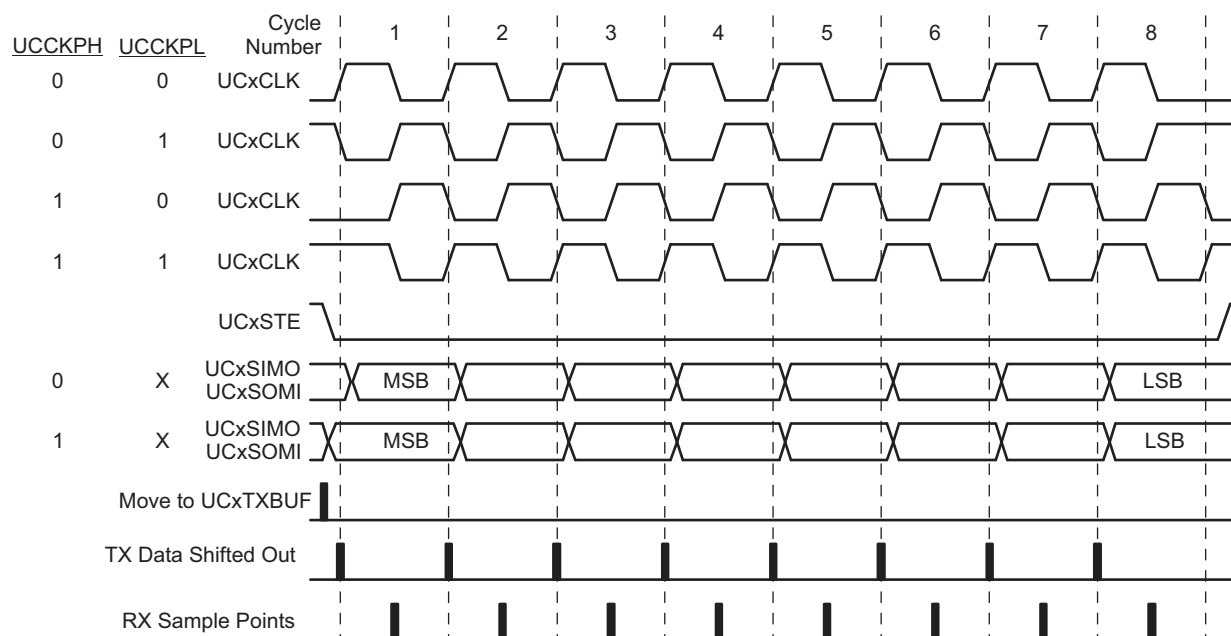 Cycle
Number 1 2 3 4 5 6 7 8
UCCKPH UCCKPL
0 0 UCxCLK
0 1 UCxCLK
1 0 UCxCLK
1 1 UCxCLK
UCxSTE
0 X UCxSIMO
UCxSOMI MSB LSB
1 X UCxSIMO
UCxSOMI MSB LSB
Move to UCxTXBUF
TX Data Shifted Out
RX Sample Points